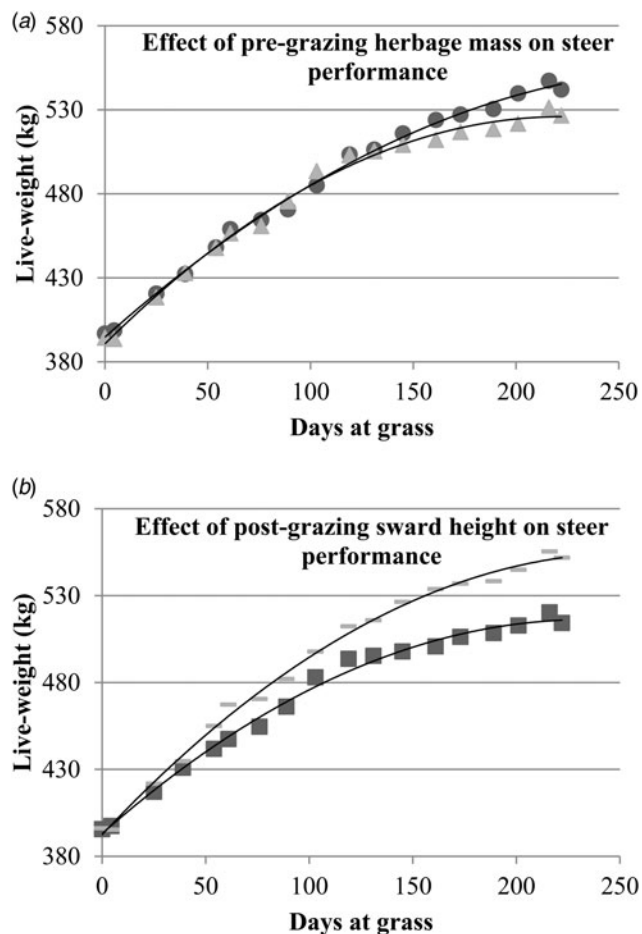 (a)
580
Effect of pre-grazing herbage mass on steer
performance
530
480
430
380
Live-weight (kg)
0 50 100 150 200 250
Days at grass
(b)
580
Effect of post-grazing sward height on steer
performance
530
480
430
380
Live-weight (kg)
0 50 100 150 200 250
Days at grass